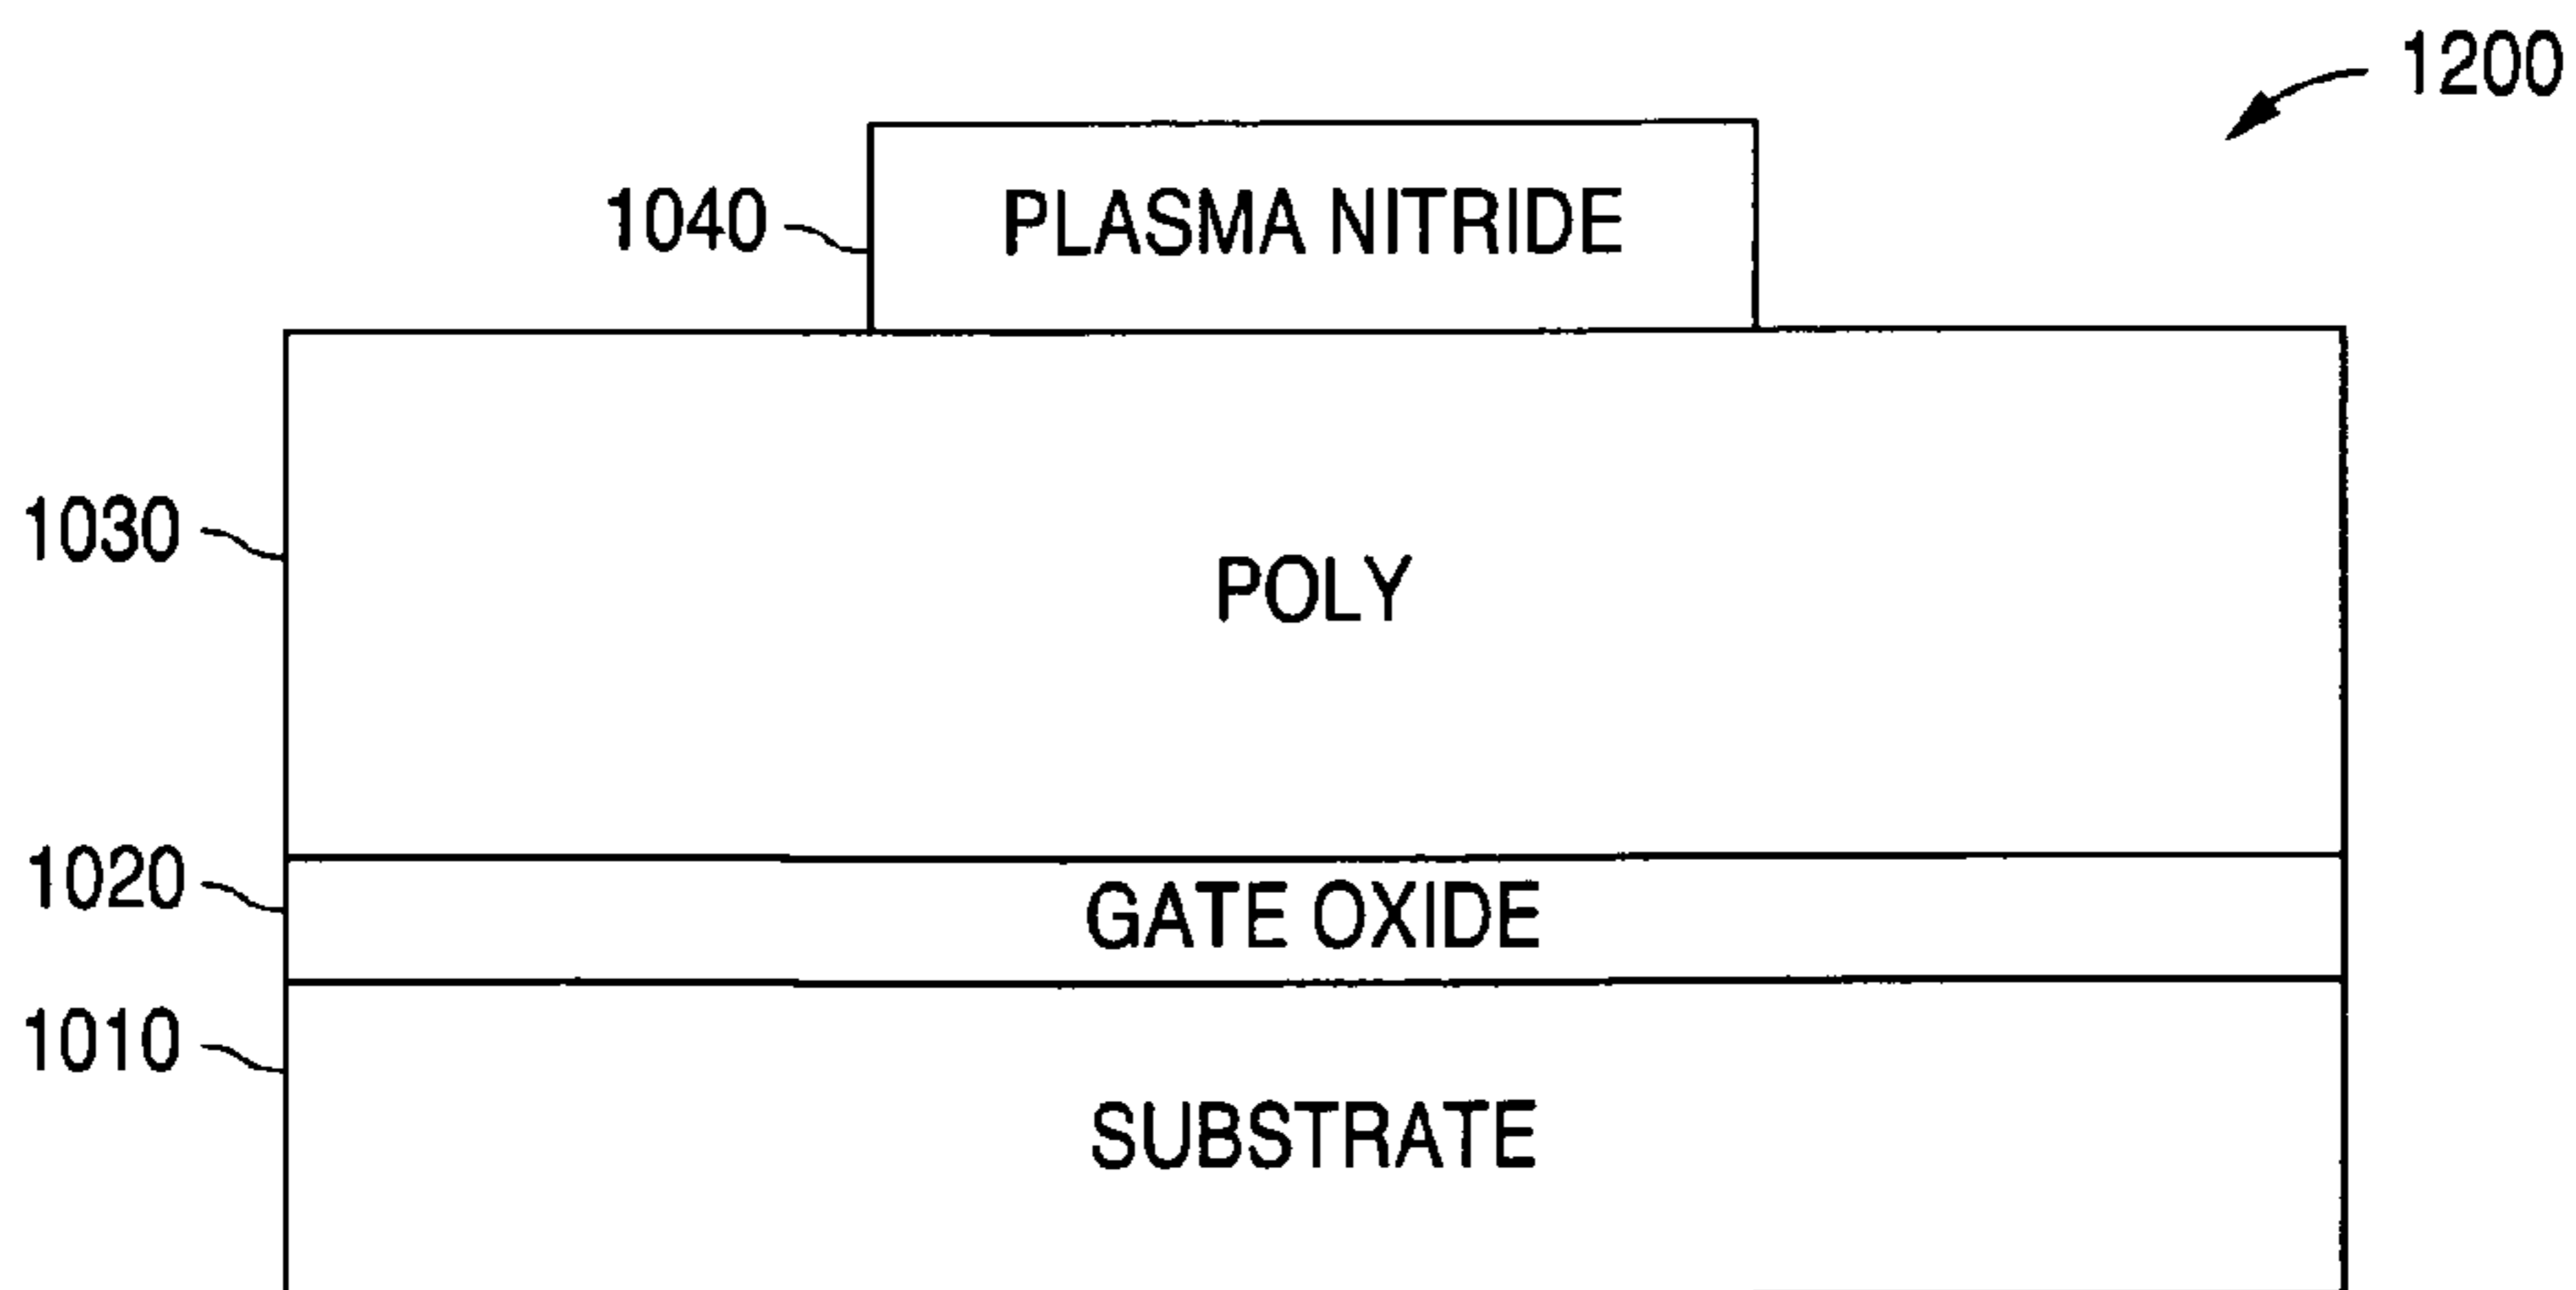 1200
1040
PLASMA NITRIDE
1030
POLY
1020
GATE OXIDE
1010
SUBSTRATE